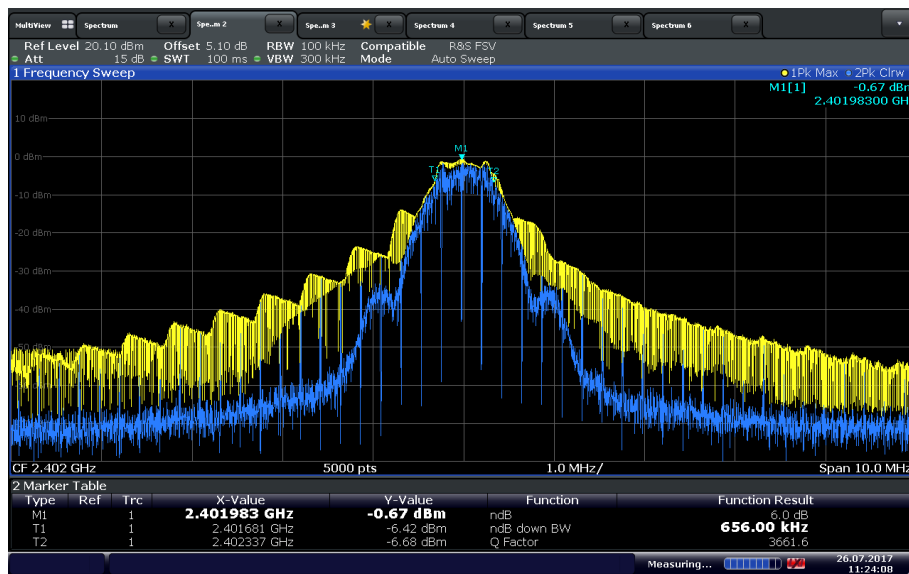 MultiView Spectrum X Spe..m 2 X Spe..m 3 X Spectrum 4 X Spectrum 5 X Spectrum 6 X
Ref Level 20.10 dBm Offset 5.10 dB RBW 100 kHz Compatible R&S FSV
Att 15 dB SWT 100 ms VBW 300 kHz Mode Auto Sweep
1 Frequency Sweep 1Pk Max 2Pk Clrw
M1[1] -0.67 dBm
2.40198300 GH
10 dBm
M1
0 dBm
T1 T2
-10 dBm
-20 dBm
-30 dBm
-40 dBm
CF 2.402 GHz 5000 pts 1.0 MHz/ Span 10.0 MHz
2 Marker Table
Type Ref Trc X-Value Y-Value Function Function Result
M1 1 2.401983 GHz -0.67 dBm ndB 6.0 dB
T1 1 2.401681 GHz -6.42 dBm ndB down BW 656.00 kHz
T2 1 2.402337 GHz -6.68 dBm Q Factor 3661.6
Measuring... 26.07.2017
11:24:08